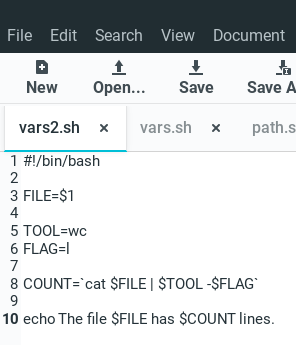 File Edit Search View Document
New Open... Save Save A
vars2.sh × vars.sh × path.s
1 #!/bin/bash
2
3 FILE=$1
4
5 TOOL=wc
6 FLAG=l
7
8 COUNT=`cat $FILE | $TOOL -$FLAG`
9
10 echo The file $FILE has $COUNT lines.